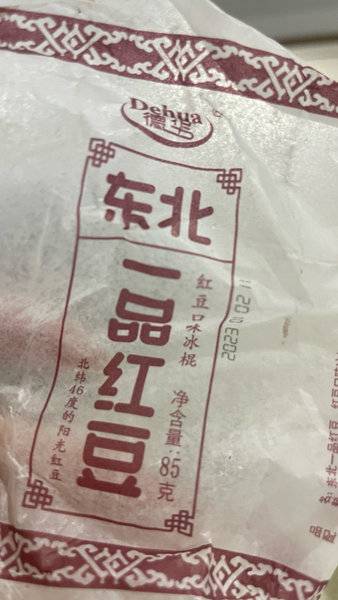 Dehua
德华
东北
一品红豆
红豆口味冰棍
净含量:85克
北纬46度的阳光红豆